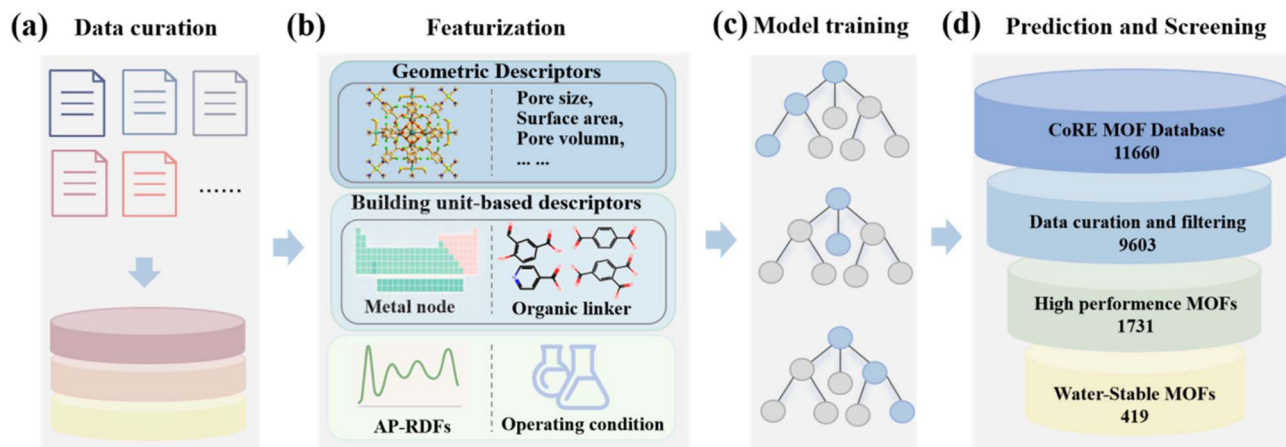 (a) Data curation
......
(b) Featurization
Geometric Descriptors
Pore size,
Surface area,
Pore volumn,
... ...
Building unit-based descriptors
Metal node
Organic linker
AP-RDFs
Operating condition
(c) Model training
(d) Prediction and Screening
CoRE MOF Database
11660
Data curation and filtering
9603
High performence MOFs
1731
Water-Stable MOFs
419